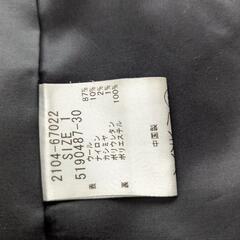 2104-67022
SIZE 1
5190487-30
表 ウール 87%
ナイロン 10%
カシミヤ 2%
ポリウレタン 1%
裏 ポリエステル 100%
中国製